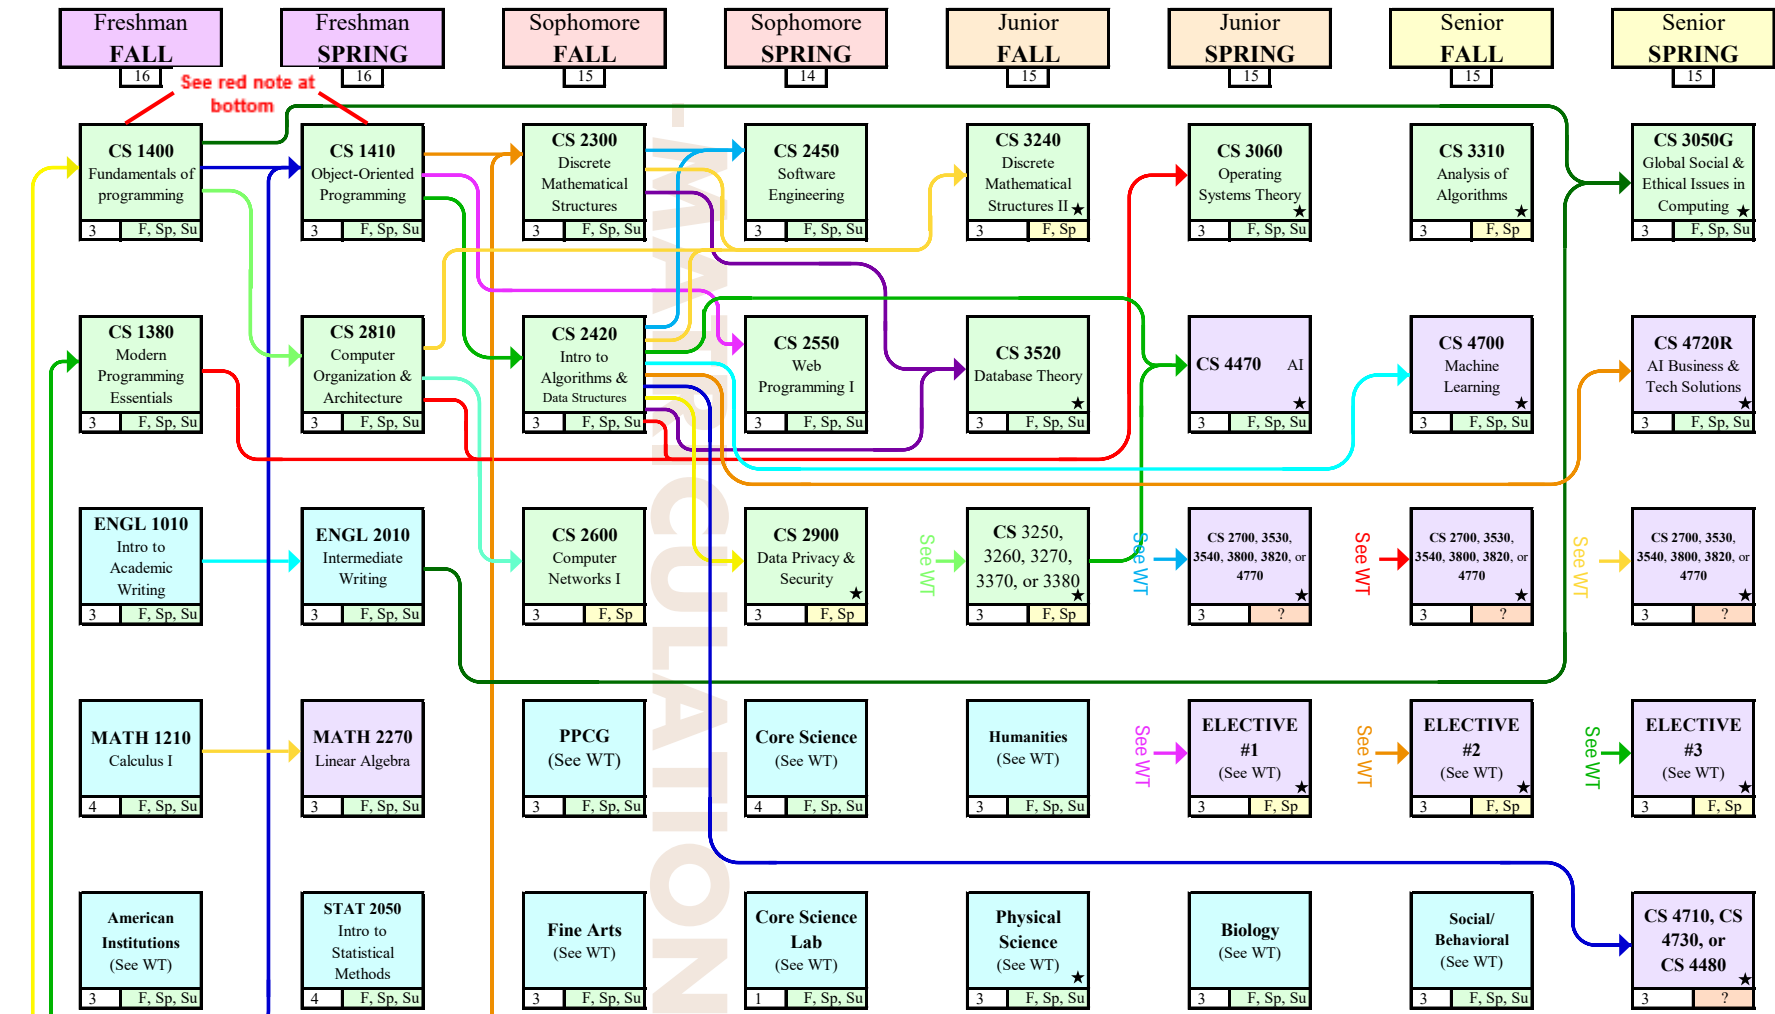 Freshman
FALL
16
Freshman
SPRING
16
Sophomore
FALL
15
Sophomore
SPRING
14
Junior
FALL
15
Junior
SPRING
15
Senior
FALL
15
Senior
SPRING
15
See red note at
bottom
CS 1400
Fundamentals of
programming
3 F, Sp, Su
CS 1410
Object-Oriented
Programming
3 F, Sp, Su
CS 2300
Discrete
Mathematical
Structures
3 F, Sp, Su
CS 2450
Software
Engineering
3 F, Sp, Su
CS 3240
Discrete
Mathematical
Structures II ★
3 F, Sp
CS 3060
Operating
Systems Theory ★
3 F, Sp, Su
CS 3310
Analysis of
Algorithms
★
3 F, Sp
CS 3050G
Global Social &
Ethical Issues in
Computing ★
3 F, Sp, Su
CS 1380
Modern
Programming
Essentials
3 F, Sp, Su
CS 2810
Computer
Organization &
Architecture
3 F, Sp, Su
CS 2420
Intro to
Algorithms &
Data Structures
3 F, Sp, Su
CS 2550
Web
Programming I
3 F, Sp, Su
CS 3520
Database Theory
★
3 F, Sp, Su
CS 4470 AI
★
3 F, Sp, Su
CS 4700
Machine
Learning
★
3 F, Sp, Su
CS 4720R
AI Business &
Tech Solutions
★
3 F, Sp, Su
ENGL 1010
Intro to
Academic
Writing
3 F, Sp, Su
ENGL 2010
Intermediate
Writing
3 F, Sp, Su
CS 2600
Computer
Networks I
3 F, Sp
CS 2900
Data Privacy &
Security
★
3 F, Sp
See WT
CS 3250,
3260, 3270,
3370, or 3380
★
3 F, Sp
See WT
CS 2700, 3530,
3540, 3800, 3820, or
4770
★
3 ?
See WT
CS 2700, 3530,
3540, 3800, 3820, or
4770
★
3 ?
See WT
CS 2700, 3530,
3540, 3800, 3820, or
4770
★
3 ?
MATH 1210
Calculus I
4 F, Sp, Su
MATH 2270
Linear Algebra
3 F, Sp, Su
PPCG
(See WT)
3 F, Sp, Su
Core Science
(See WT)
4 F, Sp, Su
Humanities
(See WT)
3 F, Sp, Su
See WT
ELECTIVE
#1
(See WT)
★
3 F, Sp
See WT
ELECTIVE
#2
(See WT)
★
3 F, Sp
See WT
ELECTIVE
#3
(See WT)
★
3 F, Sp
American
Institutions
(See WT)
3 F, Sp, Su
STAT 2050
Intro to
Statistical
Methods
4 F, Sp, Su
Fine Arts
(See WT)
3 F, Sp, Su
Core Science
Lab
(See WT)
1 F, Sp, Su
Physical
Science
(See WT)
★
3 F, Sp, Su
Biology
(See WT)
3 F, Sp, Su
Social/
Behavioral
(See WT)
3 F, Sp, Su
CS 4710, CS
4730, or
CS 4480
★
3 ?
-MATRICULATION